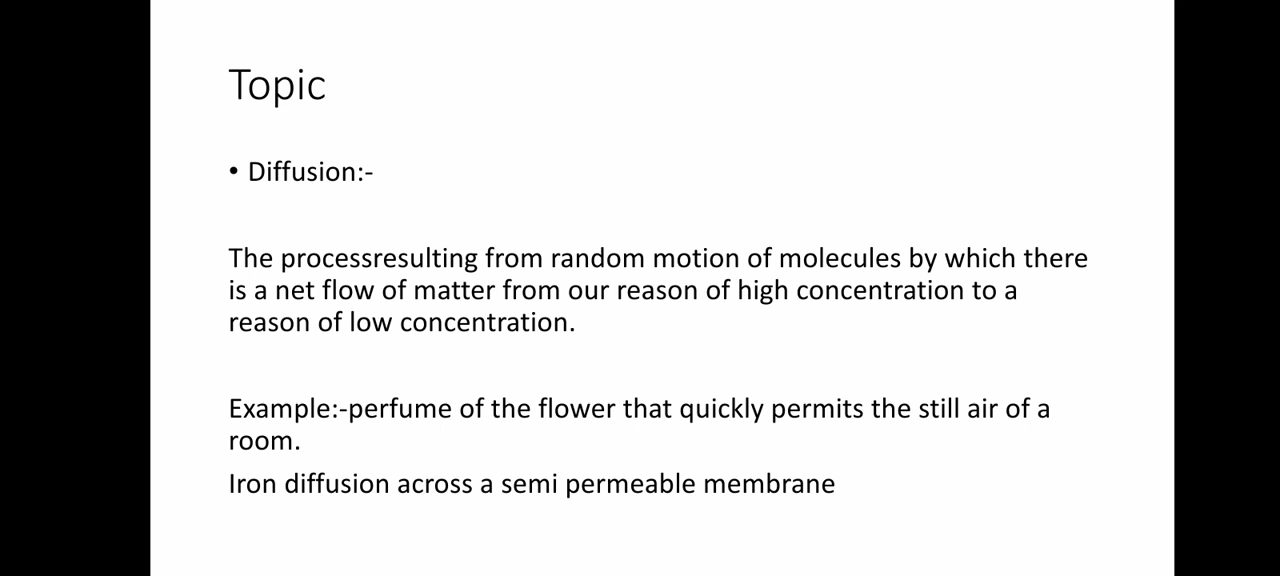 Topic
• Diffusion:-
The processresulting from random motion of molecules by which there
is a net flow of matter from our reason of high concentration to a
reason of low concentration.
Example:-perfume of the flower that quickly permits the still air of a
room.
Iron diffusion across a semi permeable membrane